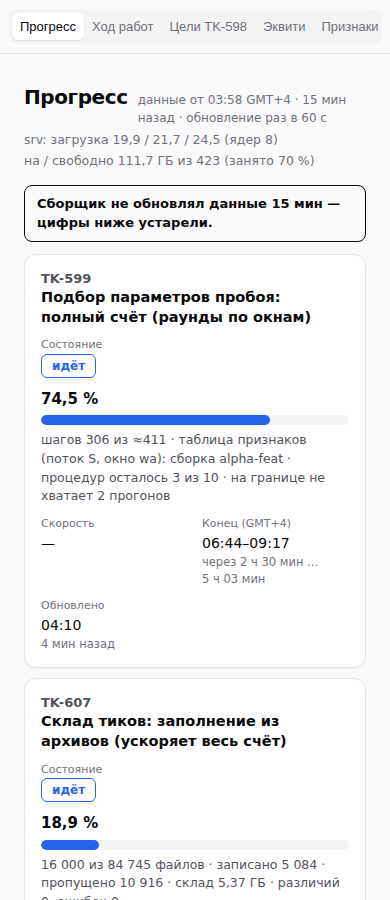 Прогресс Ход работ Цели TK-598 Эквити Признаки
Прогресс данные от 03:58 GMT+4 · 15 мин
назад · обновление раз в 60 с
srv: загрузка 19,9 / 21,7 / 24,5 (ядер 8)
на / свободно 111,7 ГБ из 423 (занято 70 %)
Сборщик не обновлял данные 15 мин —
цифры ниже устарели.
TK-599
Подбор параметров пробоя:
полный счёт (раунды по окнам)
Состояние
идёт
74,5 %
шагов 306 из ≈411 · таблица признаков
(поток S, окно wa): сборка alpha-feat ·
процедур осталось 3 из 10 · на границе не
хватает 2 прогонов
Скорость
—
Конец (GMT+4)
06:44–09:17
через 2 ч 30 мин …
5 ч 03 мин
Обновлено
04:10
4 мин назад
TK-607
Склад тиков: заполнение из
архивов (ускоряет весь счёт)
Состояние
идёт
18,9 %
16 000 из 84 745 файлов · записано 5 084 ·
пропущено 10 916 · склад 5,37 ГБ · различий